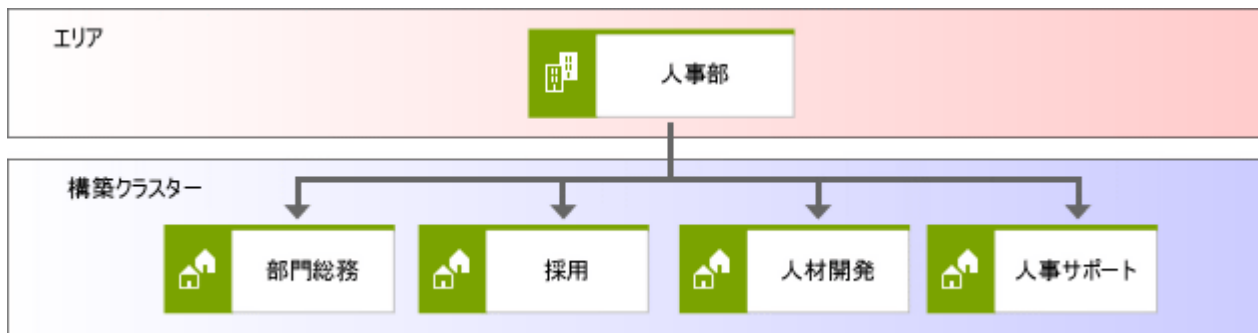 エリア
人事部
構築クラスター
部門総務
採用
人材開発
人事サポート